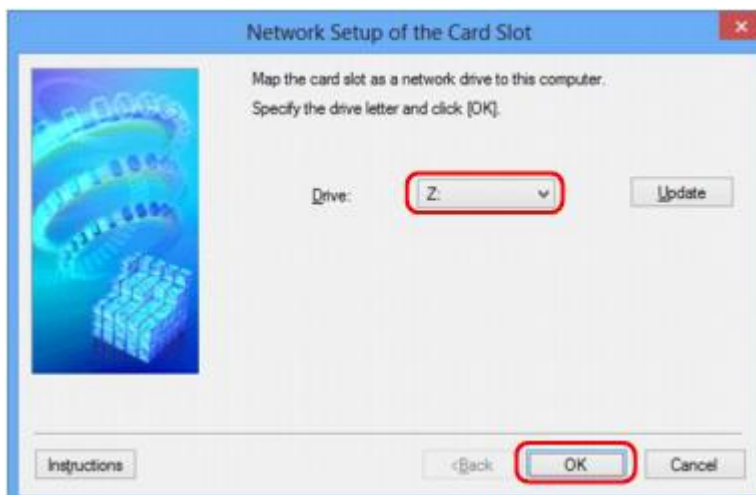 Network Setup of the Card Slot
Map the card slot as a network drive to this computer.
Specify the drive letter and click [OK].
Drive: Z: Update
Instructions <Back OK Cancel